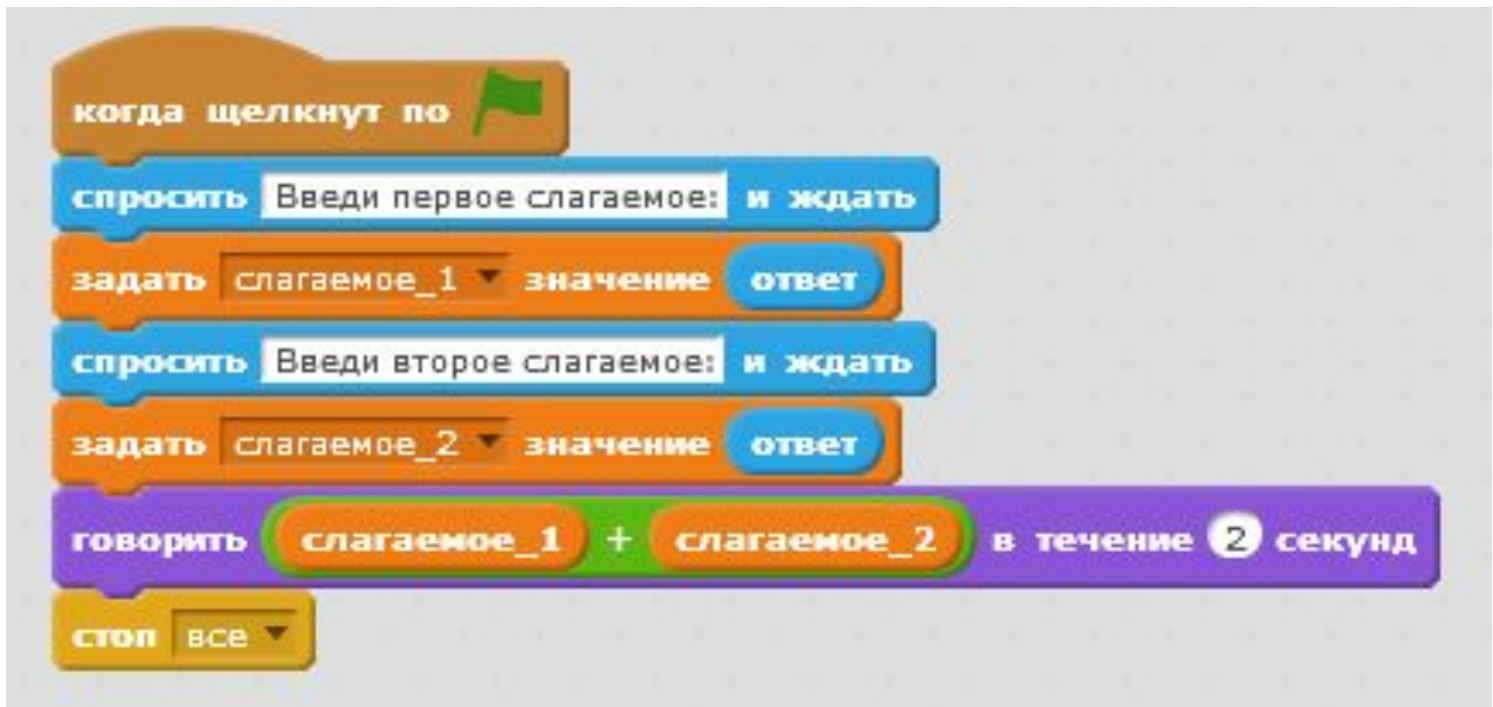 когда щелкнут по
спросить Введи первое слагаемое: и ждать
задать слагаемое_1 значение ответ
спросить Введи второе слагаемое: и ждать
задать слагаемое_2 значение ответ
говорить слагаемое_1 + слагаемое_2 в течение 2 секунд
стоп все